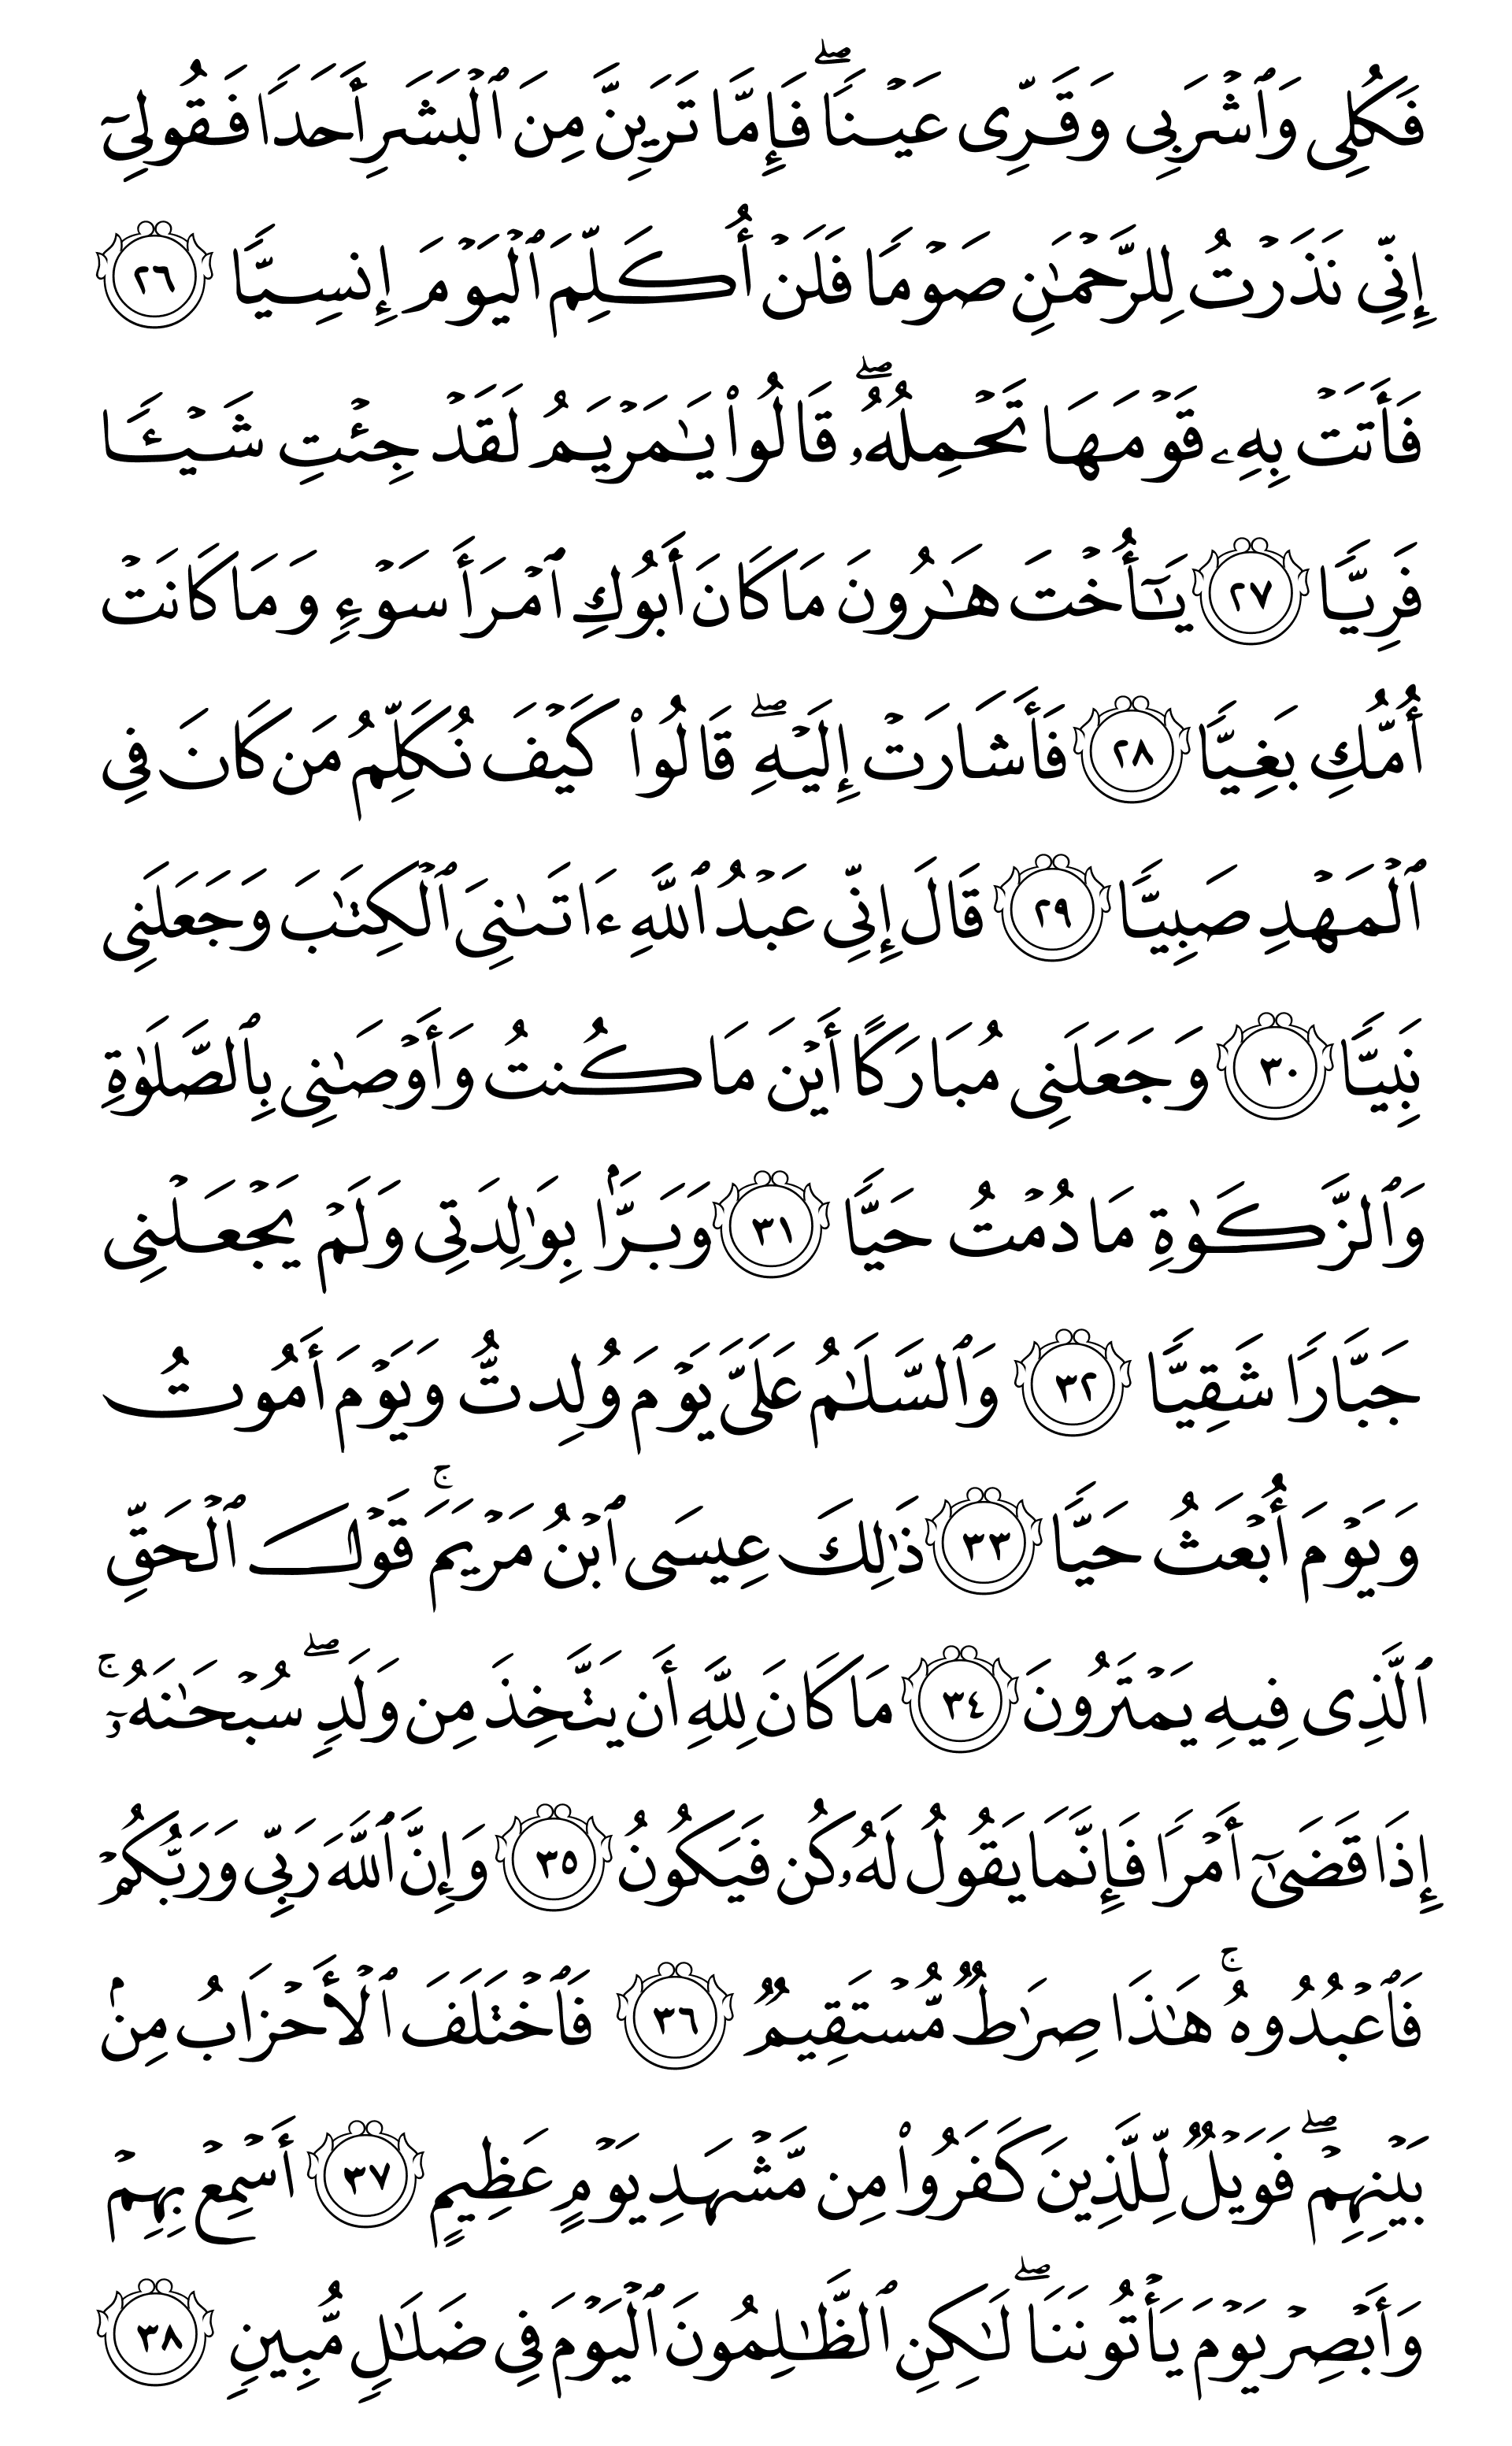 فَكُلِى وَٱشْرَبِى وَقَرِّى عَيْنًا ۖ فَإِمَّا تَرَيِنَّ مِنَ ٱلْبَشَرِ أَحَدًا فَقُولِىٓ
إِنِّى نَذَرْتُ لِلرَّحْمَـٰنِ صَوْمًا فَلَنْ أُكَلِّمَ ٱلْيَوْمَ إِنسِيًّا ٢٦
فَأَتَتْ بِهِۦ قَوْمَهَا تَحْمِلُهُۥ ۖ قَالُوا۟ يَـٰمَرْيَمُ لَقَدْ جِئْتِ شَيْـًٔا
فَرِيًّا ٢٧ يَـٰٓأُخْتَ هَـٰرُونَ مَا كَانَ أَبُوكِ ٱمْرَأَ سَوْءٍ وَمَا كَانَتْ
أُمُّكِ بَغِيًّا ٢٨ فَأَشَارَتْ إِلَيْهِ ۖ قَالُوا۟ كَيْفَ نُكَلِّمُ مَن كَانَ فِى
ٱلْمَهْدِ صَبِيًّا ٢٩ قَالَ إِنِّى عَبْدُ ٱللَّهِ ءَاتَىٰنِىَ ٱلْكِتَـٰبَ وَجَعَلَنِى
نَبِيًّا ٣٠ وَجَعَلَنِى مُبَارَكًا أَيْنَ مَا كُنتُ وَأَوْصَـٰنِى بِٱلصَّلَوٰةِ
وَٱلزَّكَوٰةِ مَا دُمْتُ حَيًّا ٣١ وَبَرًّۢا بِوَٰلِدَتِى وَلَمْ يَجْعَلْنِى
جَبَّارًا شَقِيًّا ٣٢ وَٱلسَّلَـٰمُ عَلَىَّ يَوْمَ وُلِدتُّ وَيَوْمَ أَمُوتُ
وَيَوْمَ أُبْعَثُ حَيًّا ٣٣ ذَٰلِكَ عِيسَى ٱبْنُ مَرْيَمَ ۚ قَوْلَ ٱلْحَقِّ
ٱلَّذِى فِيهِ يَمْتَرُونَ ٣٤ مَا كَانَ لِلَّهِ أَن يَتَّخِذَ مِن وَلَدٍ ۖ سُبْحَـٰنَهُۥٓ ۚ
إِذَا قَضَىٰٓ أَمْرًا فَإِنَّمَا يَقُولُ لَهُۥ كُن فَيَكُونُ ٣٥ وَإِنَّ ٱللَّهَ رَبِّى وَرَبُّكُمْ
فَٱعْبُدُوهُ ۚ هَـٰذَا صِرَٰطٌ مُّسْتَقِيمٌ ٣٦ فَٱخْتَلَفَ ٱلْأَحْزَابُ مِنۢ
بَيْنِهِمْ ۖ فَوَيْلٌ لِّلَّذِينَ كَفَرُوا۟ مِن مَّشْهَدِ يَوْمٍ عَظِيمٍ ٣٧ أَسْمِعْ بِهِمْ
وَأَبْصِرْ يَوْمَ يَأْتُونَنَا ۖ لَـٰكِنِ ٱلظَّـٰلِمُونَ ٱلْيَوْمَ فِى ضَلَـٰلٍ مُّبِينٍ ٣٨